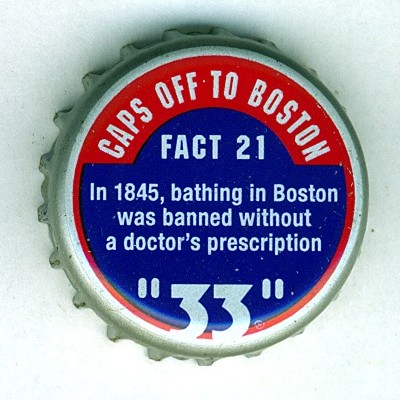 CAPS OFF TO BOSTON
FACT 21
In 1845, bathing in Boston
was banned without
a doctor's prescription
"33"®